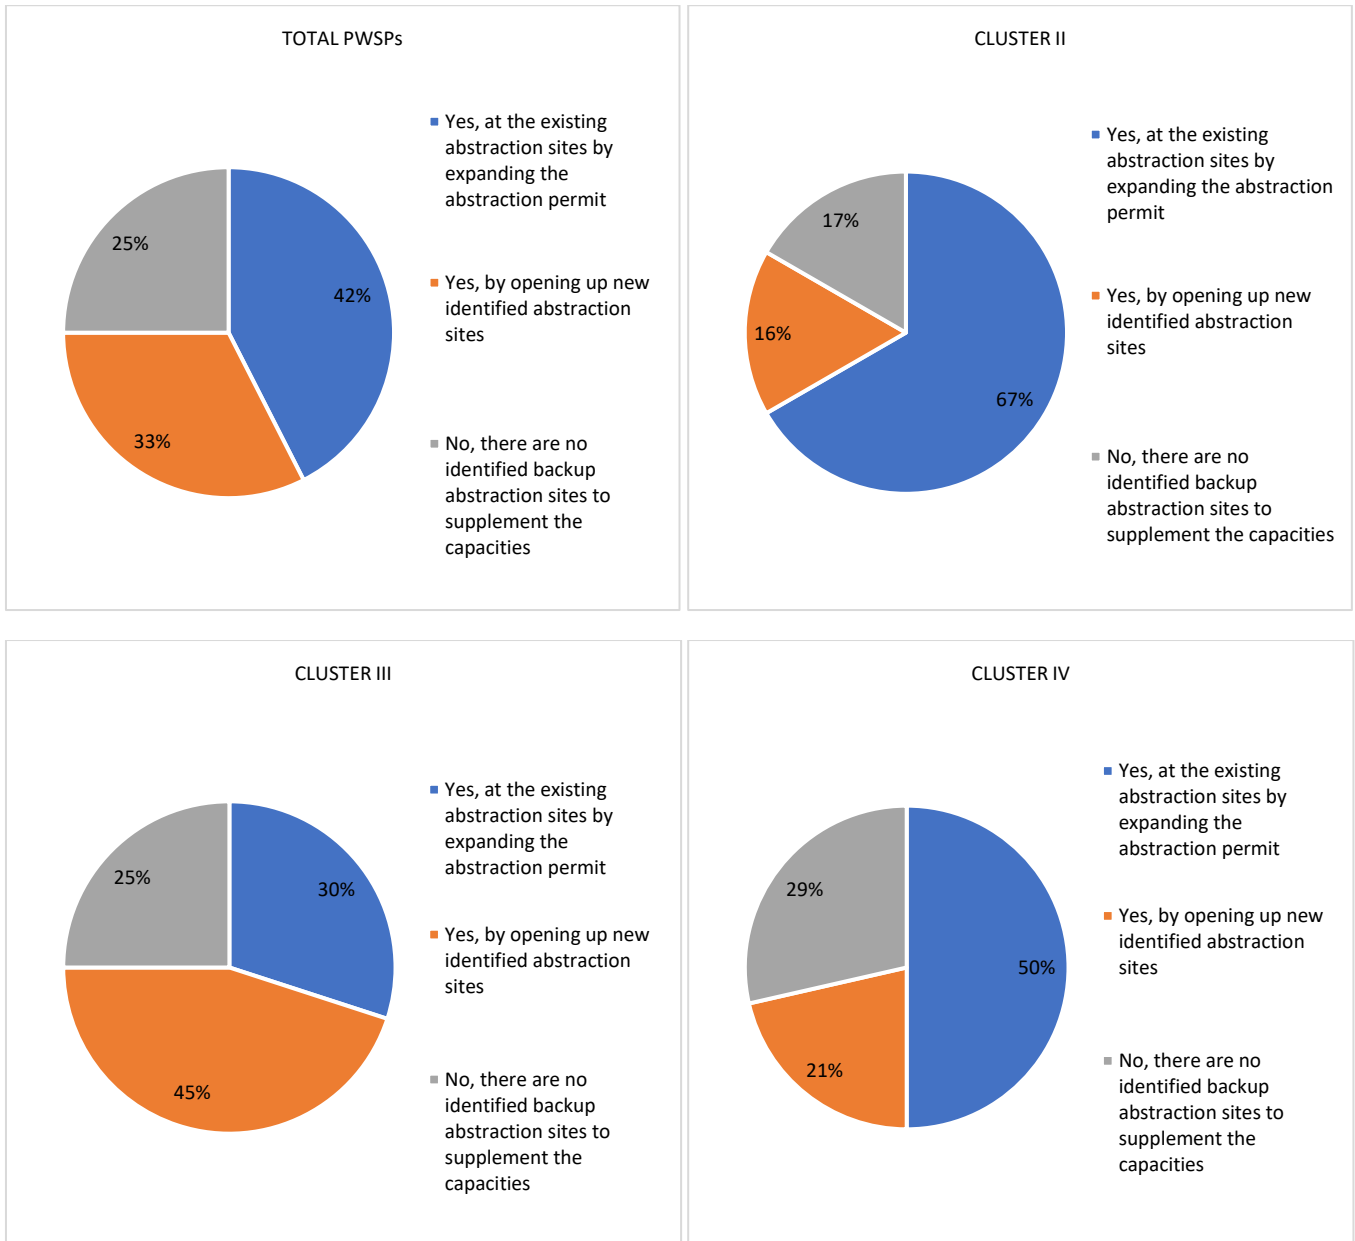 TOTAL PWSPs
Yes, at the existing
abstraction sites by
expanding the
abstraction permit
25%
42%
Yes, by opening up new
identified abstraction
sites
33%
No, there are no
identified backup
abstraction sites to
supplement the
capacities
CLUSTER II
Yes, at the existing
abstraction sites by
expanding the abstraction
permit
17%
Yes, by opening up new
identified abstraction
sites
16%
67%
No, there are no
identified backup
abstraction sites to
supplement the capacities
CLUSTER III
Yes, at the existing
abstraction sites by
expanding the
abstraction permit
25%
30%
Yes, by opening up new
identified abstraction
sites
45%
No, there are no
identified backup
abstraction sites to
supplement the
capacities
CLUSTER IV
Yes, at the existing
abstraction sites by
expanding the
abstraction permit
29%
50%
Yes, by opening up new
identified abstraction
sites
21%
No, there are no
identified backup
abstraction sites to
supplement the
capacities